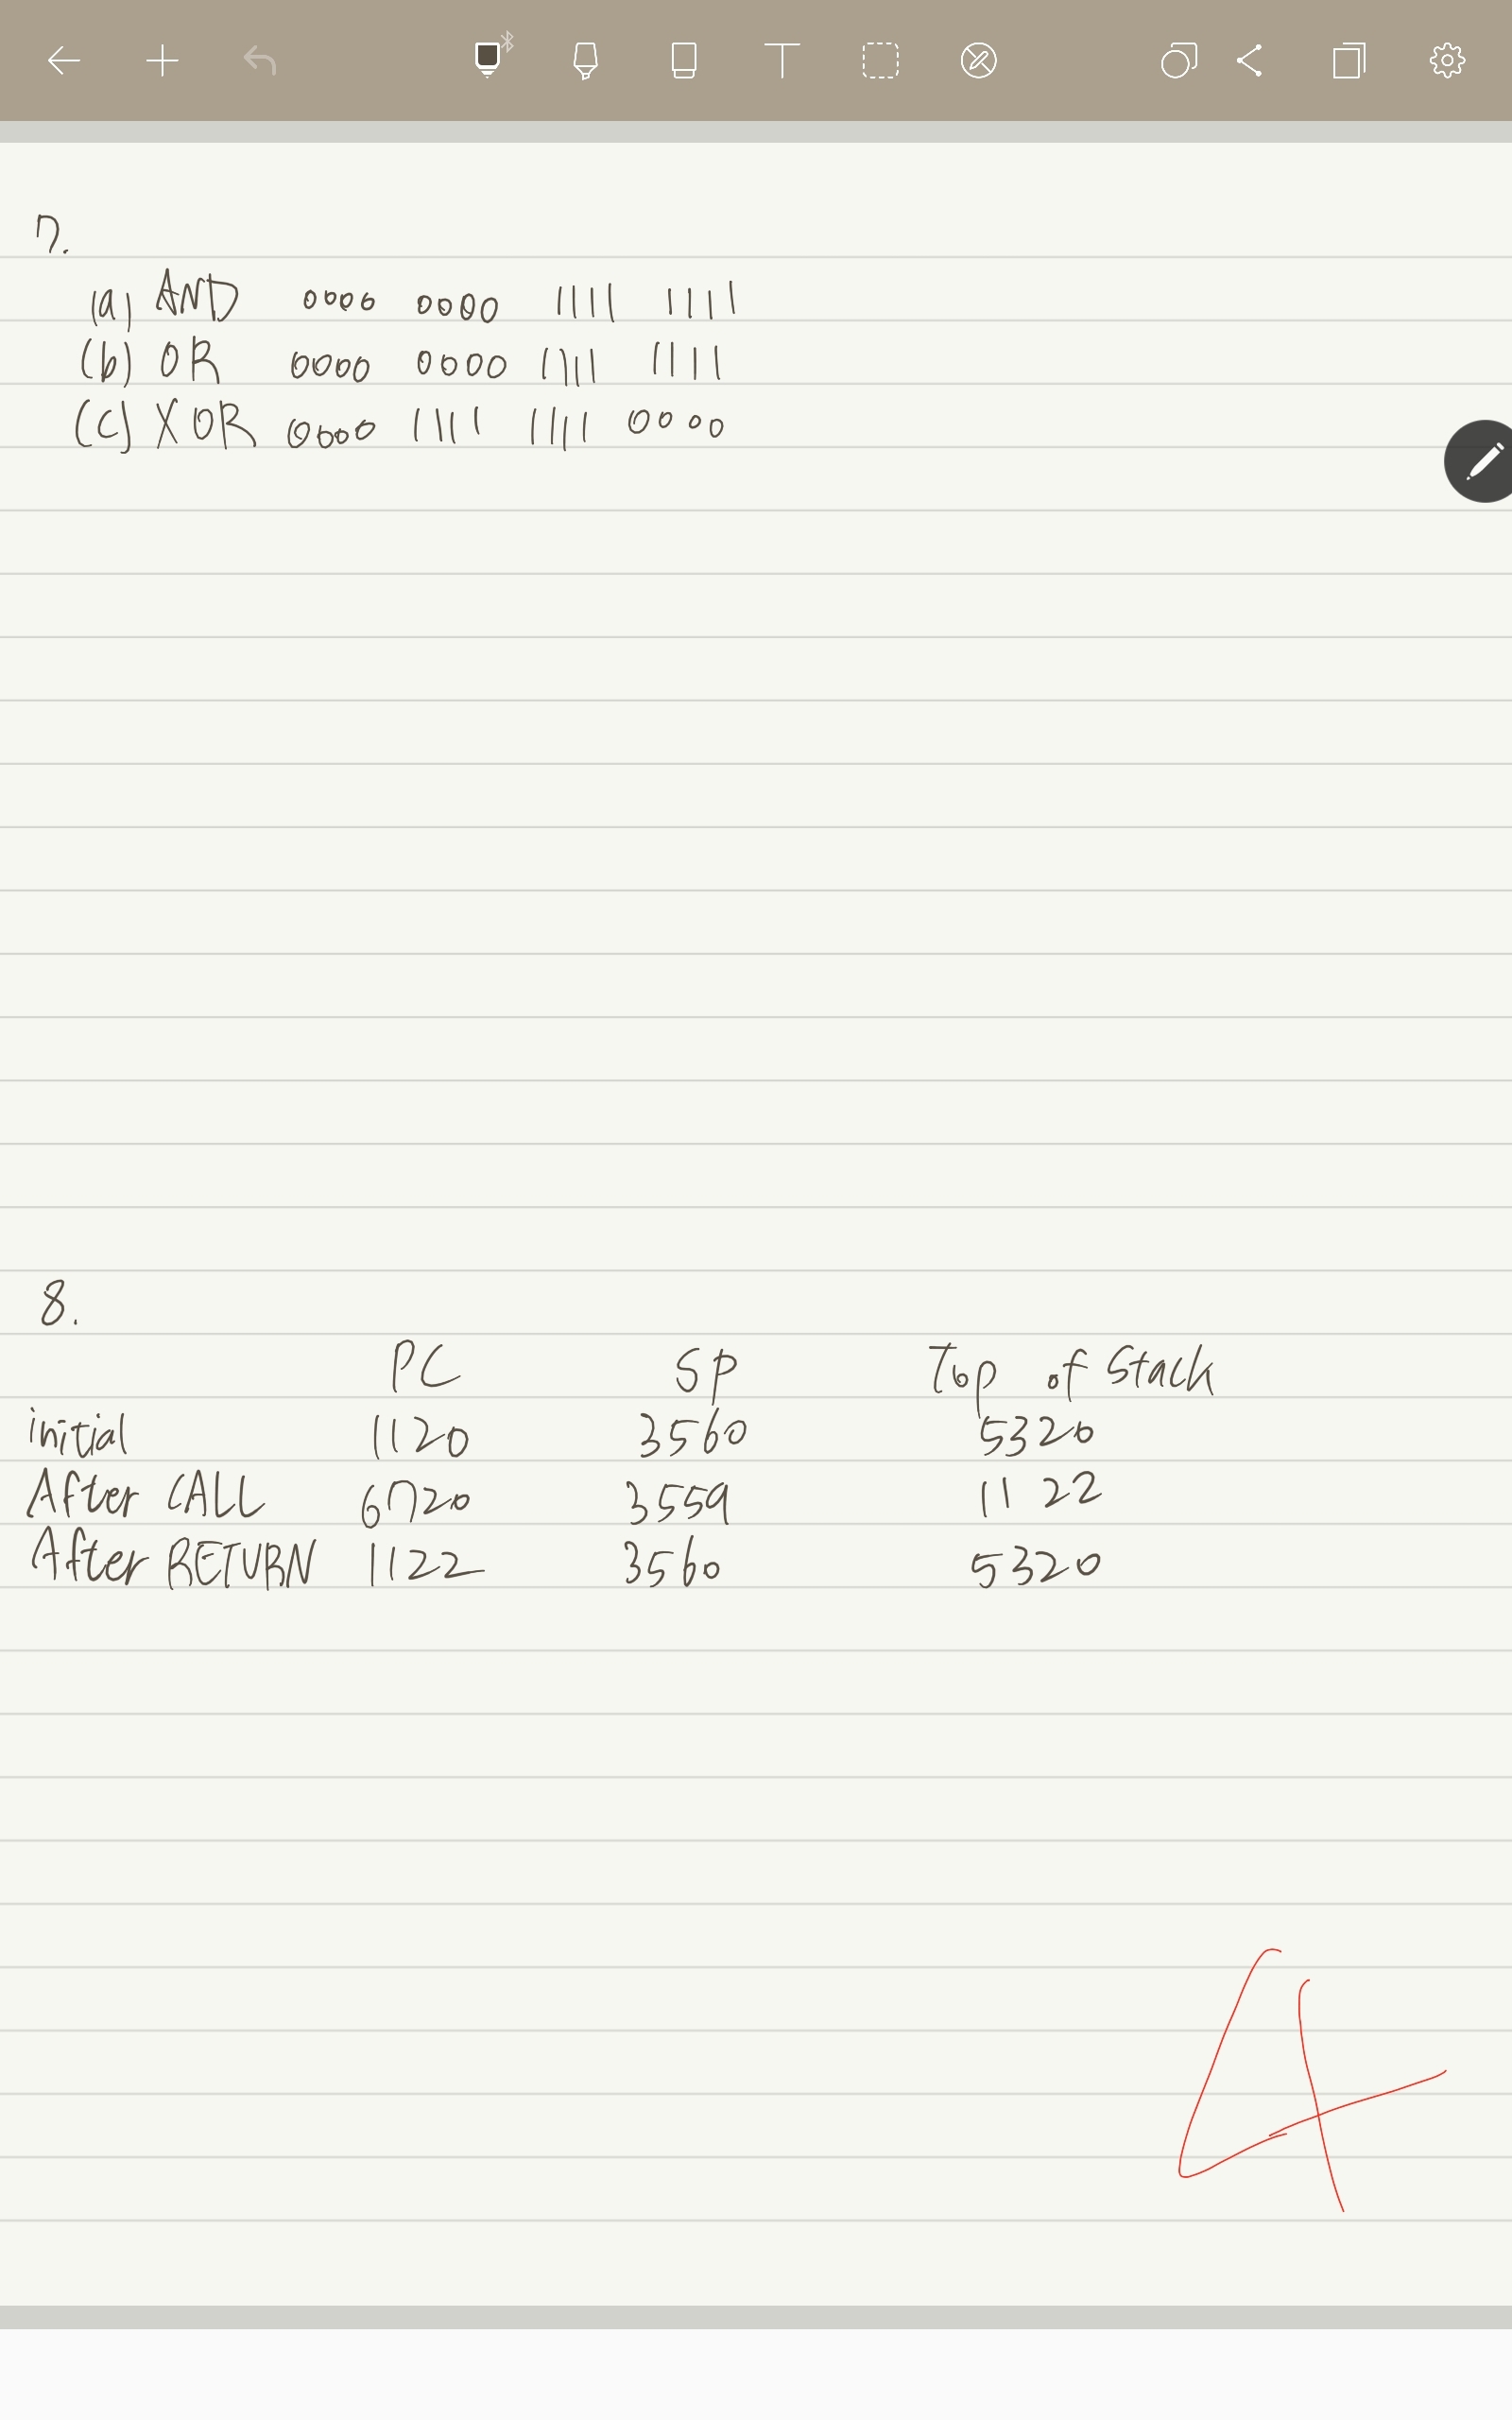 7.
(a) AND 0000 0000 1111 1111
(b) OR 0000 0000 1111 1111
(c) XOR 0000 1111 1111 0000
8.
PC SP Top of Stack
initial 1120 3560 5320
After CALL 6720 3559 1122
After RETURN 1122 3560 5320
4